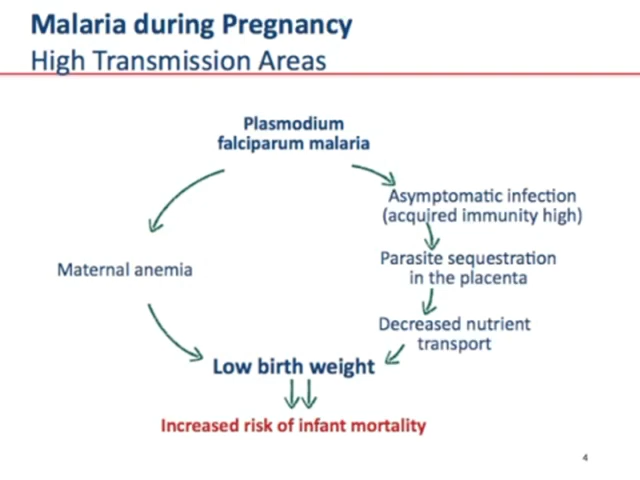 Malaria during Pregnancy
High Transmission Areas
Plasmodium
falciparum malaria
Asymptomatic infection
(acquired immunity high)
Maternal anemia
Parasite sequestration
in the placenta
Decreased nutrient
transport
Low birth weight
Increased risk of infant mortality
4